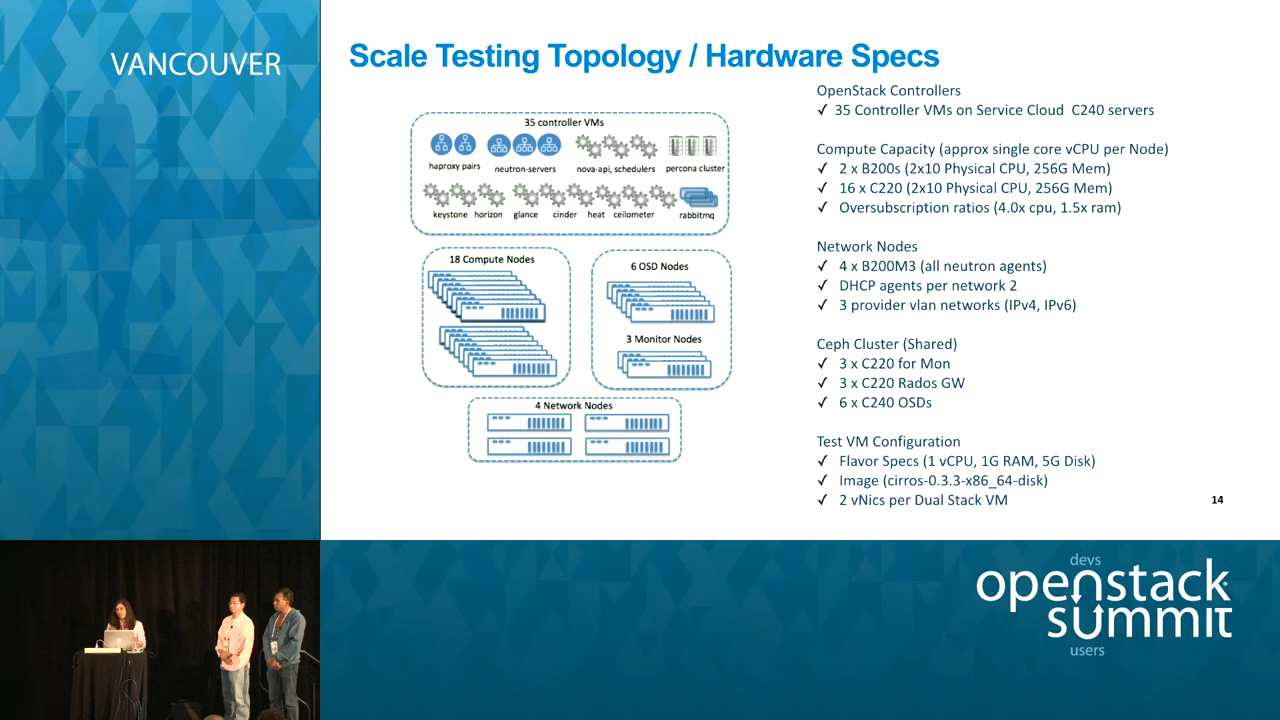 VANCOUVER
Scale Testing Topology / Hardware Specs
35 controller VMs
haproxy pairs
neutron-servers
nova-api, schedulers
percona cluster
keystone
horizon
glance
cinder
heat
ceilometer
rabbitmq
18 Compute Nodes
6 OSD Nodes
3 Monitor Nodes
4 Network Nodes
OpenStack Controllers
✓ 35 Controller VMs on Service Cloud C240 servers
Compute Capacity (approx single core vCPU per Node)
✓ 2 x B200s (2x10 Physical CPU, 256G Mem)
✓ 16 x C220 (2x10 Physical CPU, 256G Mem)
✓ Oversubscription ratios (4.0x cpu, 1.5x ram)
Network Nodes
✓ 4 x B200M3 (all neutron agents)
✓ DHCP agents per network 2
✓ 3 provider vlan networks (IPv4, IPv6)
Ceph Cluster (Shared)
✓ 3 x C220 for Mon
✓ 3 x C220 Rados GW
✓ 6 x C240 OSDs
Test VM Configuration
✓ Flavor Specs (1 vCPU, 1G RAM, 5G Disk)
✓ Image (cirros-0.3.3-x86_64-disk)
✓ 2 vNics per Dual Stack VM
14
devs
openstack
summit
users